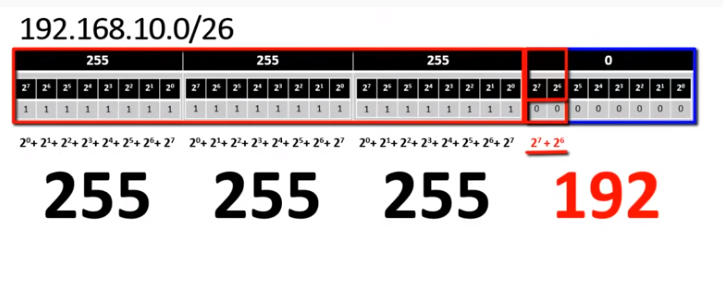 192.168.10.0/26
255 255 255 0
2⁷ 2⁶ 2⁵ 2⁴ 2³ 2² 2¹ 2⁰ 2⁷ 2⁶ 2⁵ 2⁴ 2³ 2² 2¹ 2⁰ 2⁷ 2⁶ 2⁵ 2⁴ 2³ 2² 2¹ 2⁰ 2⁷ 2⁶ 2⁵ 2⁴ 2³ 2² 2¹ 2⁰
1 1 1 1 1 1 1 1 1 1 1 1 1 1 1 1 1 1 1 1 1 1 1 1 0 0 0 0 0 0 0 0
2⁰+ 2¹+ 2²+ 2³+ 2⁴+ 2⁵+ 2⁶+ 2⁷ 2⁰+ 2¹+ 2²+ 2³+ 2⁴+ 2⁵+ 2⁶+ 2⁷ 2⁰+ 2¹+ 2²+ 2³+ 2⁴+ 2⁵+ 2⁶+ 2⁷ 2⁷ + 2⁶
255 255 255 192